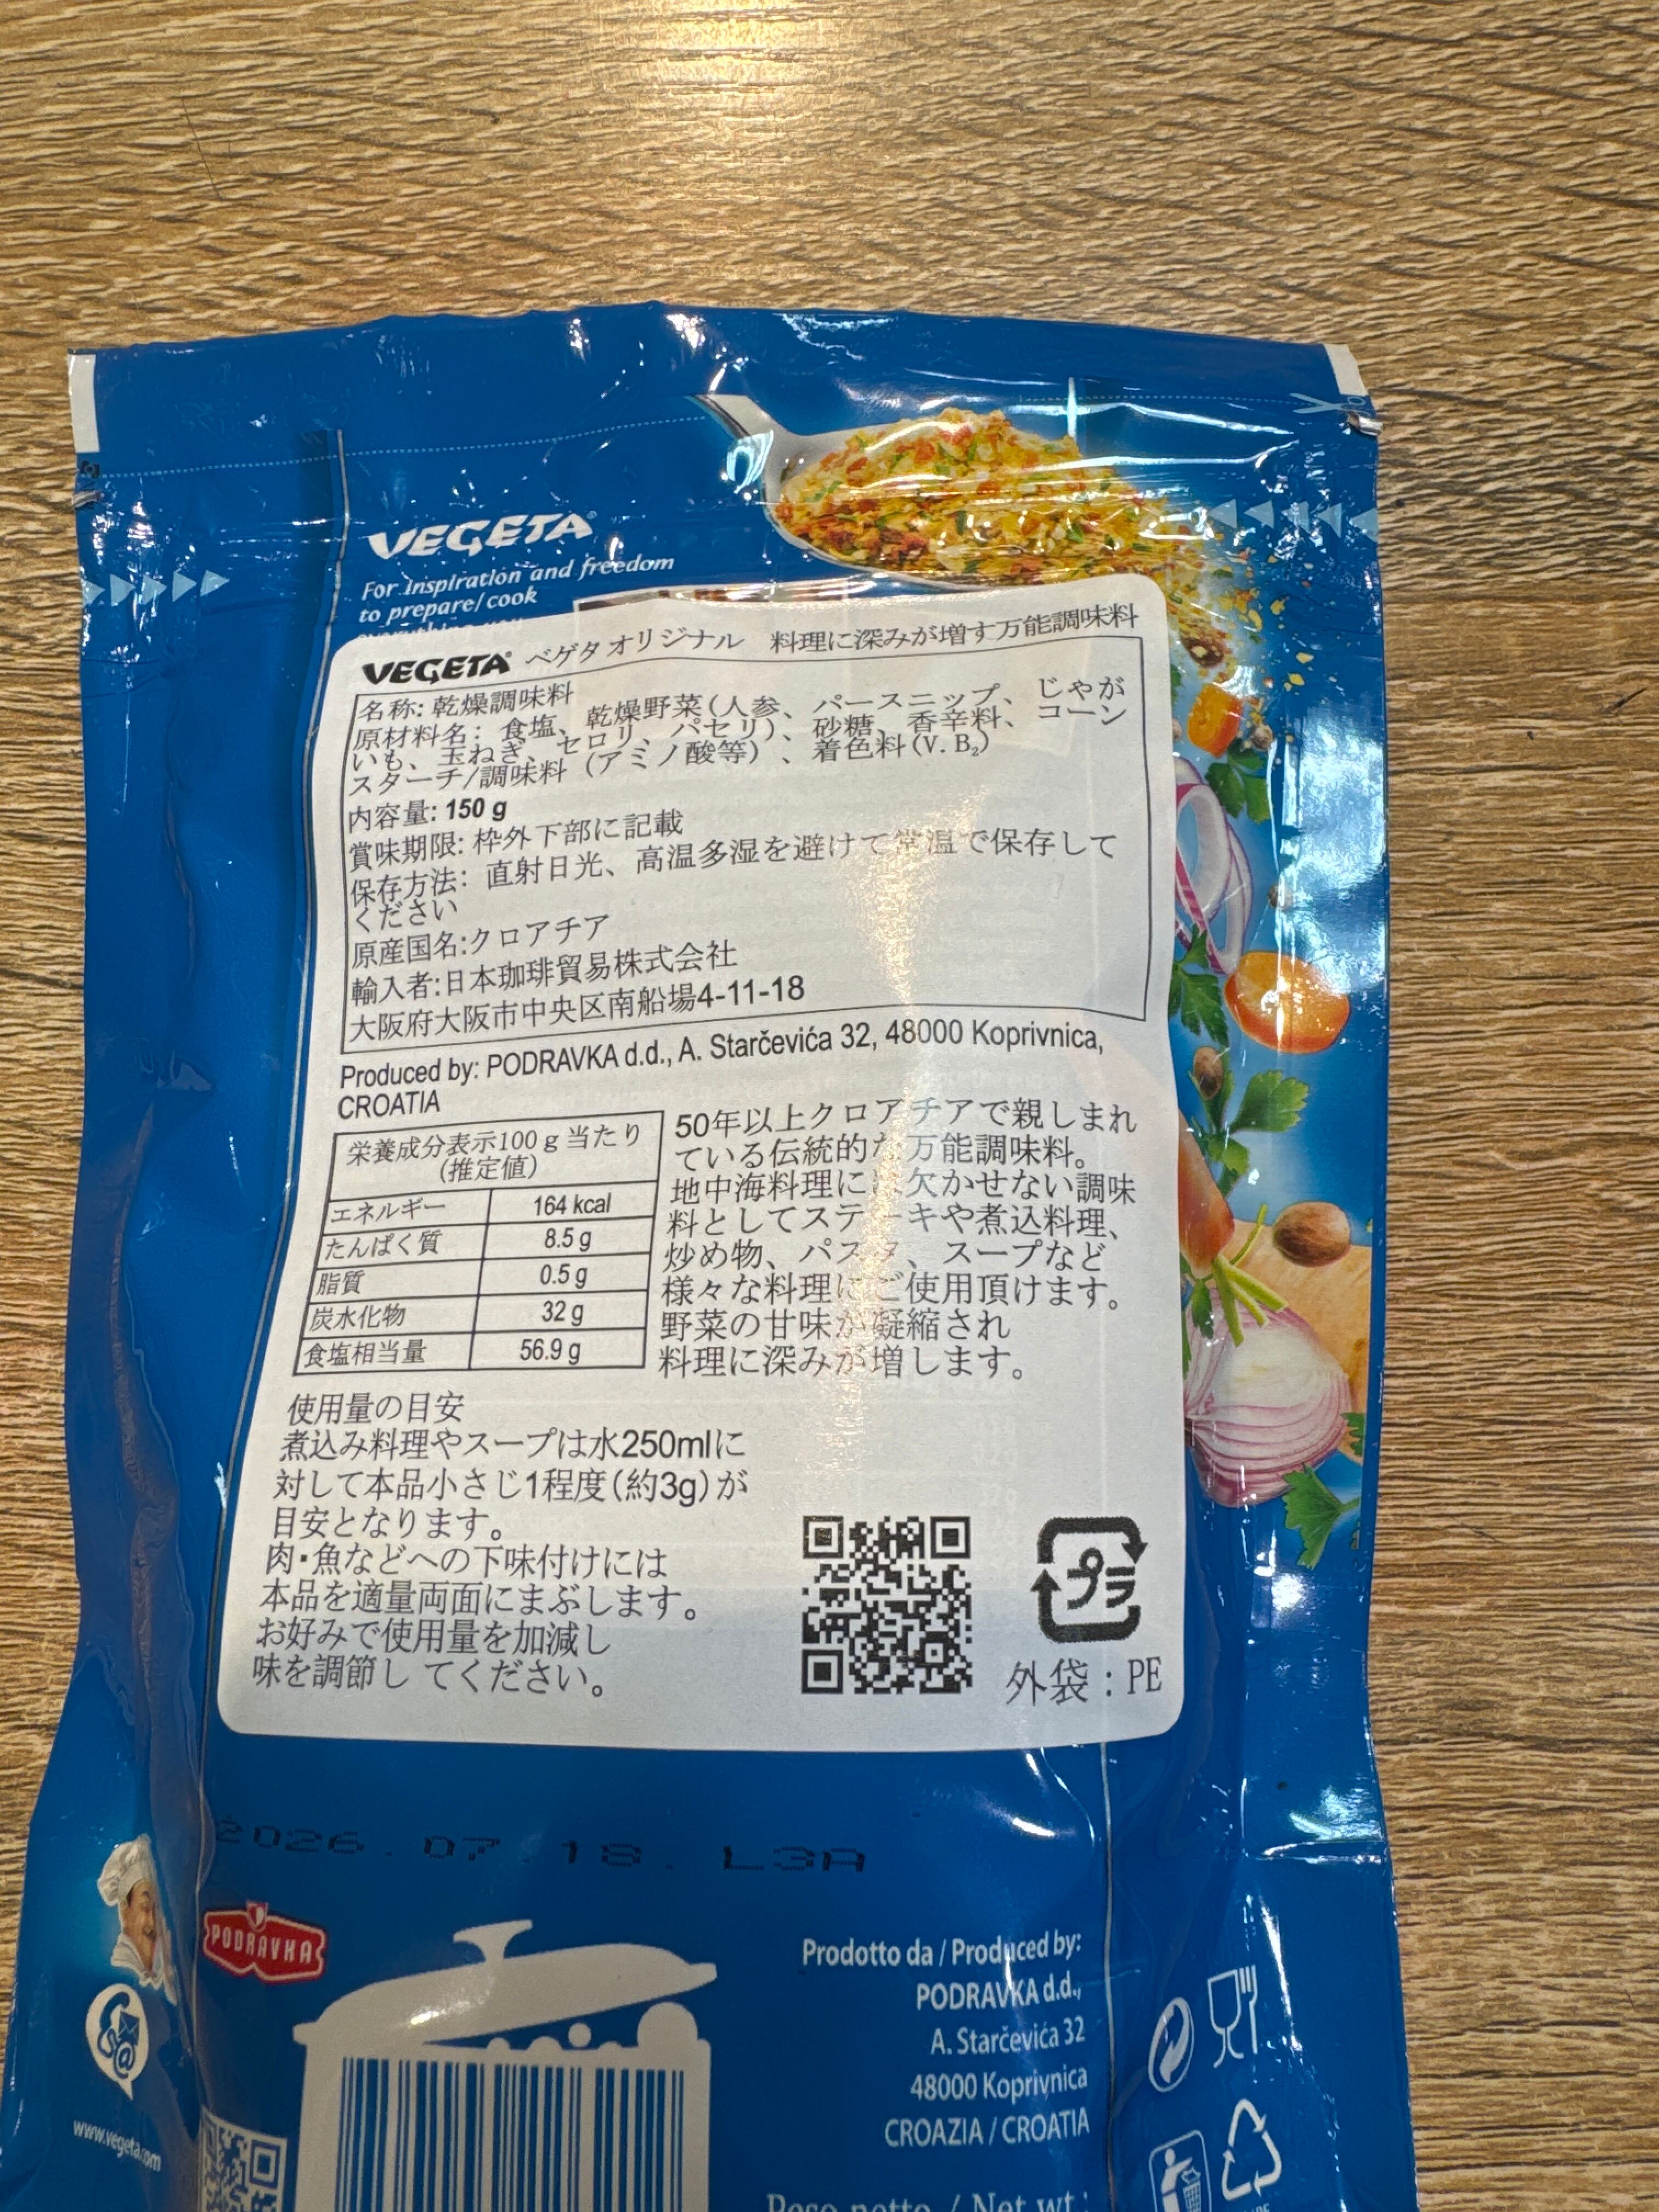 VEGETA
For Inspiration and freedom
to prepare/cook
VEGETA® ベゲタ オリジナル 料理に深みが増す万能調味料
名称: 乾燥調味料
原材料名: 食塩、乾燥野菜(人参、パースニップ、じゃが
いも、玉ねぎ、セロリ、パセリ)、砂糖、香辛料、コーン
スターチ/調味料(アミノ酸等)、着色料(V. B₂)
内容量: 150 g
賞味期限: 枠外下部に記載
保存方法: 直射日光、高温多湿を避けて常温で保存して
ください
原産国名:クロアチア
輸入者:日本珈琲貿易株式会社
大阪府大阪市中央区南船場4-11-18
Produced by: PODRAVKA d.d., A. Starčevića 32, 48000 Koprivnica,
CROATIA
栄養成分表示100g当たり
(推定値)
エネルギー 164 kcal
たんぱく質 8.5 g
脂質 0.5 g
炭水化物 32 g
食塩相当量 56.9 g
50年以上クロアチアで親しまれ
ている伝統的な万能調味料。
地中海料理には欠かせない調味
料としてステーキや煮込料理、
炒め物、パスタ、スープなど
様々な料理にご使用頂けます。
野菜の甘味が凝縮され
料理に深みが増します。
使用量の目安
煮込み料理やスープは水250mlに
対して本品小さじ1程度(約3g)が
目安となります。
肉・魚などへの下味付けには
本品を適量両面にまぶします。
お好みで使用量を加減し
味を調節し てください。
プラ
外袋:PE
2026.07.18. L3A
PODRAVKA
Prodotto da / Produced by:
PODRAVKA d.d.,
A. Starčevića 32
48000 Koprivnica
CROAZIA / CROATIA
www.vegeta.com
Peso netto / Net wt.: